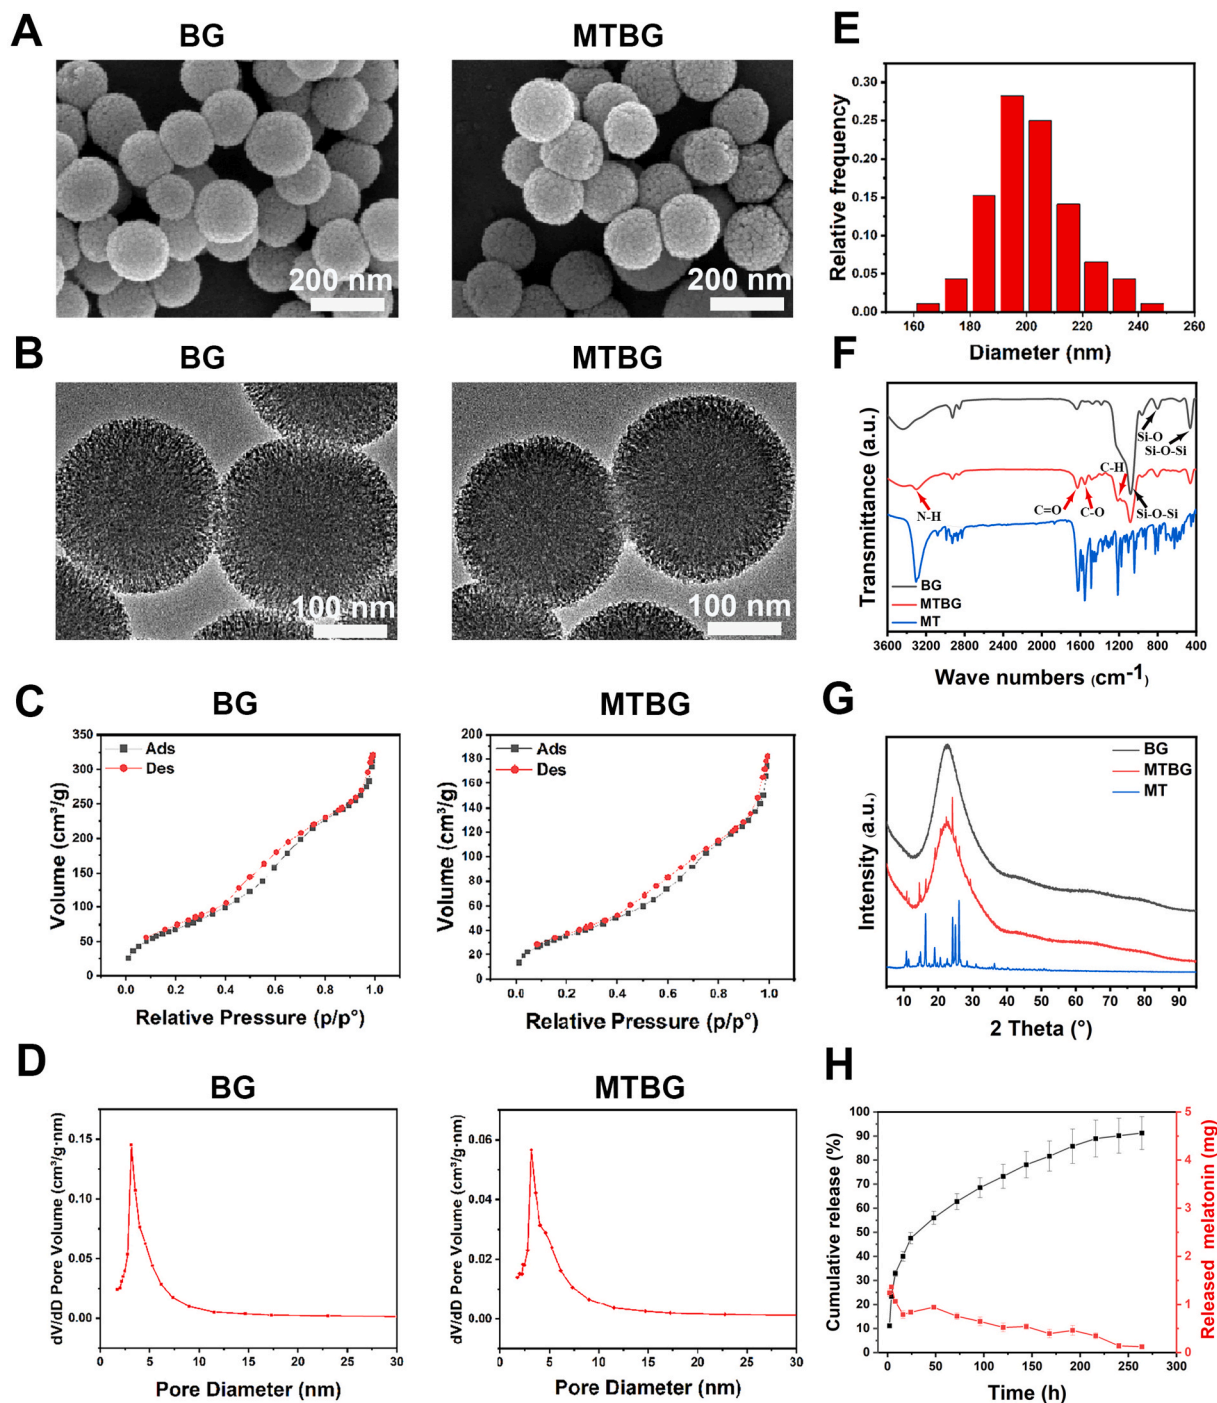 A
BG
MTBG
200 nm
200 nm
B
BG
MTBG
100 nm
100 nm
C
BG
MTBG
Volume (cm³/g)
350
300
250
200
150
100
50
0
Ads
Des
0.0 0.2 0.4 0.6 0.8 1.0
Relative Pressure (p/p°)
Volume (cm³/g)
200
180
160
140
120
100
80
60
40
20
0
Ads
Des
0.0 0.2 0.4 0.6 0.8 1.0
Relative Pressure (p/p°)
D
BG
MTBG
dV/dD Pore Volume (cm³/g·nm)
0.15
0.10
0.05
0.00
0 5 10 15 20 25 30
Pore Diameter (nm)
dV/dD Pore Volume (cm³/g·nm)
0.06
0.04
0.02
0.00
0 5 10 15 20 25 30
Pore Diameter (nm)
E
Relative frequency
0.30
0.25
0.20
0.15
0.10
0.05
0.00
160 180 200 220 240 260
Diameter (nm)
F
Transmittance (a.u.)
Si-O
Si-O-Si
C-H
N-H
C=O
C-O
Si-O-Si
BG
MTBG
MT
3600 3200 2800 2400 2000 1600 1200 800 400
Wave numbers (cm-1)
G
Intensity (a.u.)
BG
MTBG
MT
10 20 30 40 50 60 70 80 90
2 Theta (°)
H
Cumulative release (%)
100
90
80
70
60
50
40
30
20
10
0
5
4
3
2
1
0
Released melatonin (mg)
0 50 100 150 200 250 300
Time (h)